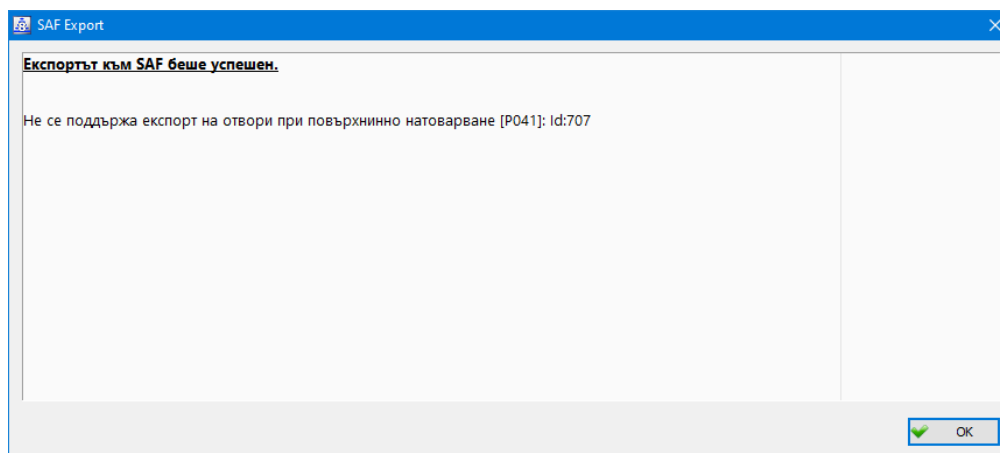 SAF Export
Експортът към SAF беше успешен.
Не се поддържа експорт на отвори при повърхнинно натоварване [P041]: Id:707
OK